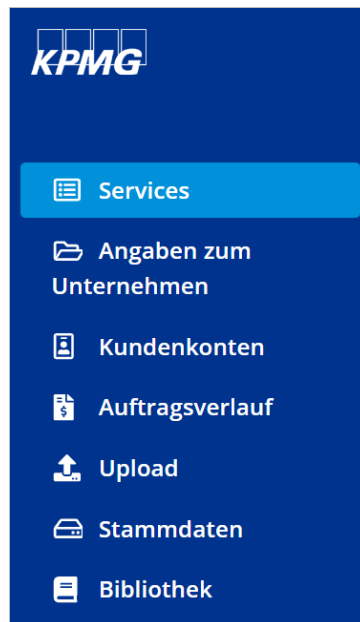 KPMG
Services
Angaben zum
Unternehmen
Kundenkonten
Auftragsverlauf
Upload
Stammdaten
Bibliothek